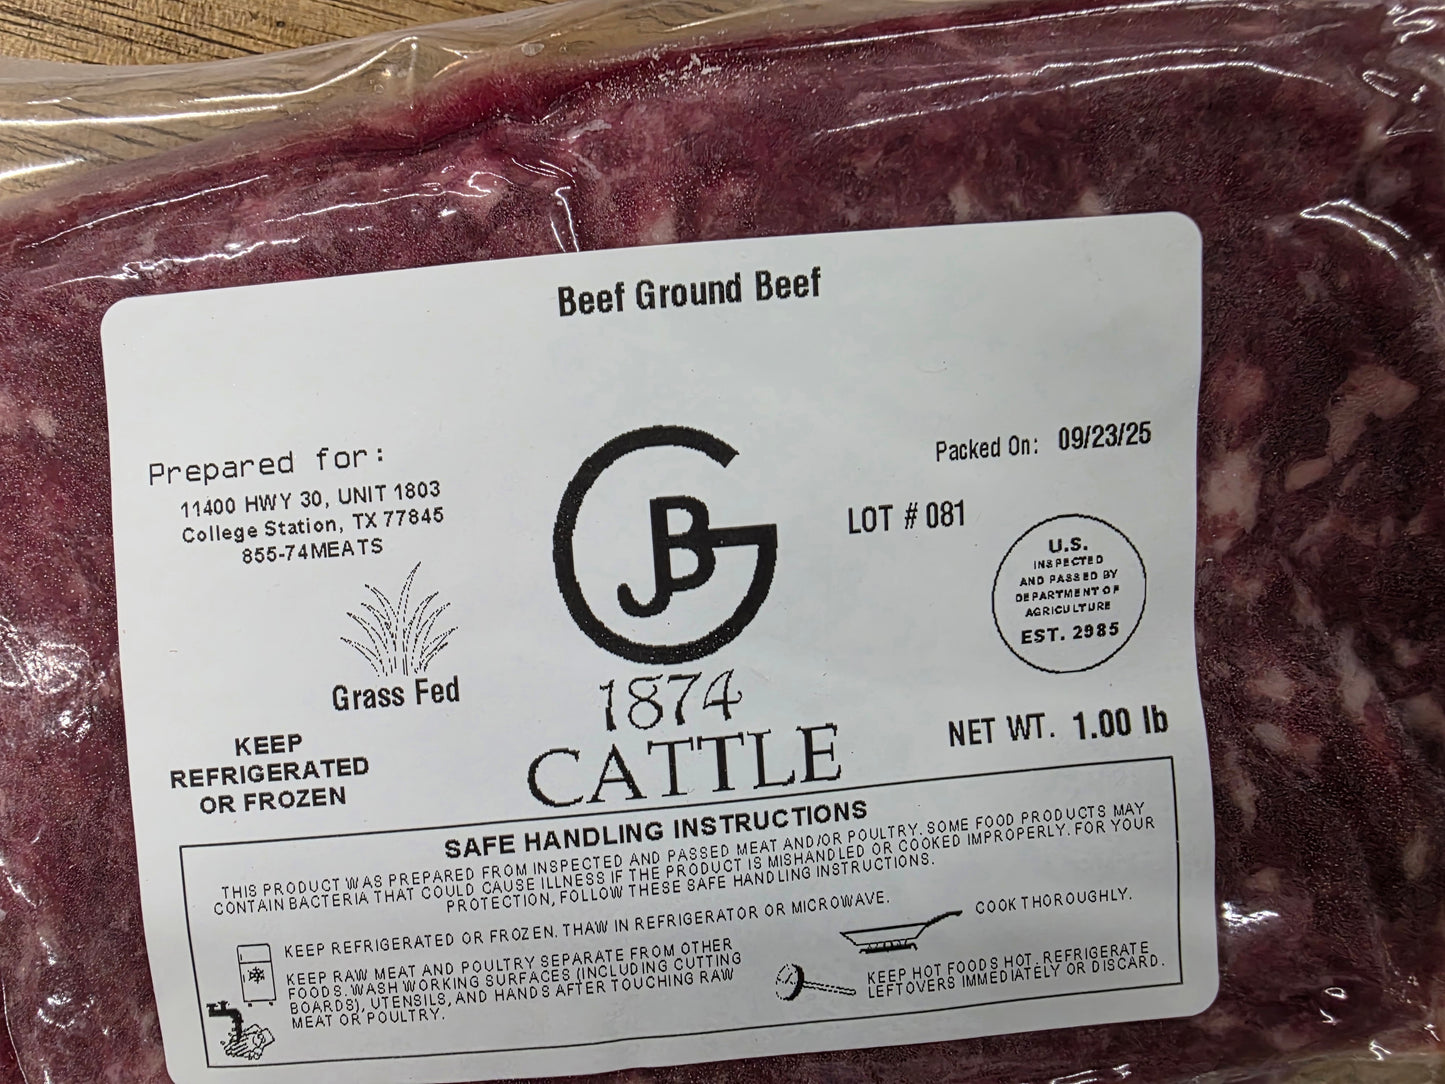 Beef Ground Beef
Prepared for:
11400 HWY 30, UNIT 1803
College Station, TX 77845
855-74MEATS
Grass Fed
KEEP
REFRIGERATED
OR FROZEN
JBG
1874
CATTLE
Packed On: 09/23/25
LOT # 081
U.S.
INSPECTED
AND PASSED BY
DEPARTMENT OF
AGRICULTURE
EST. 2985
NET WT. 1.00 lb
SAFE HANDLING INSTRUCTIONS
THIS PRODUCT WAS PREPARED FROM INSPECTED AND PASSED MEAT AND/OR POULTRY. SOME FOOD PRODUCTS MAY
CONTAIN BACTERIA THAT COULD CAUSE ILLNESS IF THE PRODUCT IS MISHANDLED OR COOKED IMPROPERLY. FOR YOUR
PROTECTION, FOLLOW THESE SAFE HANDLING INSTRUCTIONS.
KEEP REFRIGERATED OR FROZEN. THAW IN REFRIGERATOR OR MICROWAVE.
KEEP RAW MEAT AND POULTRY SEPARATE FROM OTHER
FOODS. WASH WORKING SURFACES (INCLUDING CUTTING
BOARDS), UTENSILS, AND HANDS AFTER TOUCHING RAW
MEAT OR POULTRY.
COOK THOROUGHLY.
KEEP HOT FOODS HOT. REFRIGERATE
LEFTOVERS IMMEDIATELY OR DISCARD.